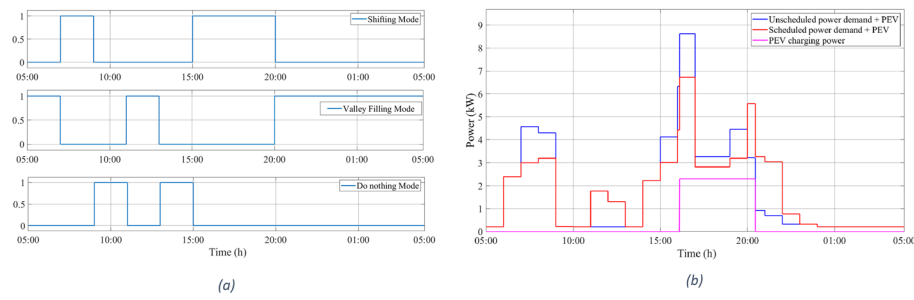 1
0.5
0
Shifting Mode
05:00 10:00 15:00 20:00 01:00 05:00
1
0.5
0
Valley Filling Mode
05:00 10:00 15:00 20:00 01:00 05:00
1
0.5
0
Do nothing Mode
05:00 10:00 15:00 20:00 01:00 05:00
Time (h)
(a)
Unscheduled power demand + PEV
Scheduled power demand + PEV
PEV charging power
Power (kW)
9
8
7
6
5
4
3
2
1
0
05:00 10:00 15:00 20:00 01:00 05:00
Time (h)
(b)